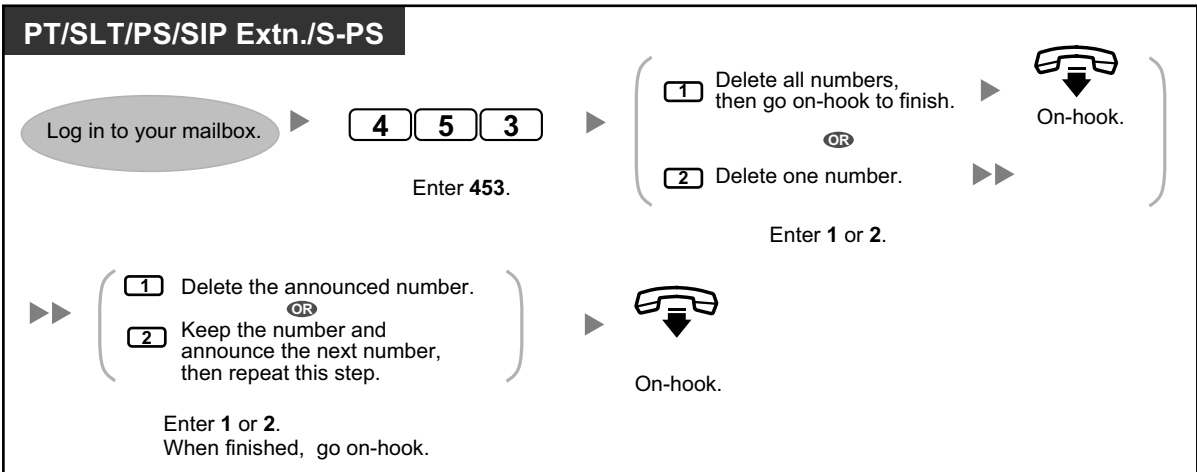 PT/SLT/PS/SIP Extn./S-PS
Log in to your mailbox.
4 5 3
Enter 453.
1 Delete all numbers,
then go on-hook to finish.
OR
2 Delete one number.
Enter 1 or 2.
On-hook.
1 Delete the announced number.
OR
2 Keep the number and
announce the next number,
then repeat this step.
Enter 1 or 2.
When finished, go on-hook.
On-hook.